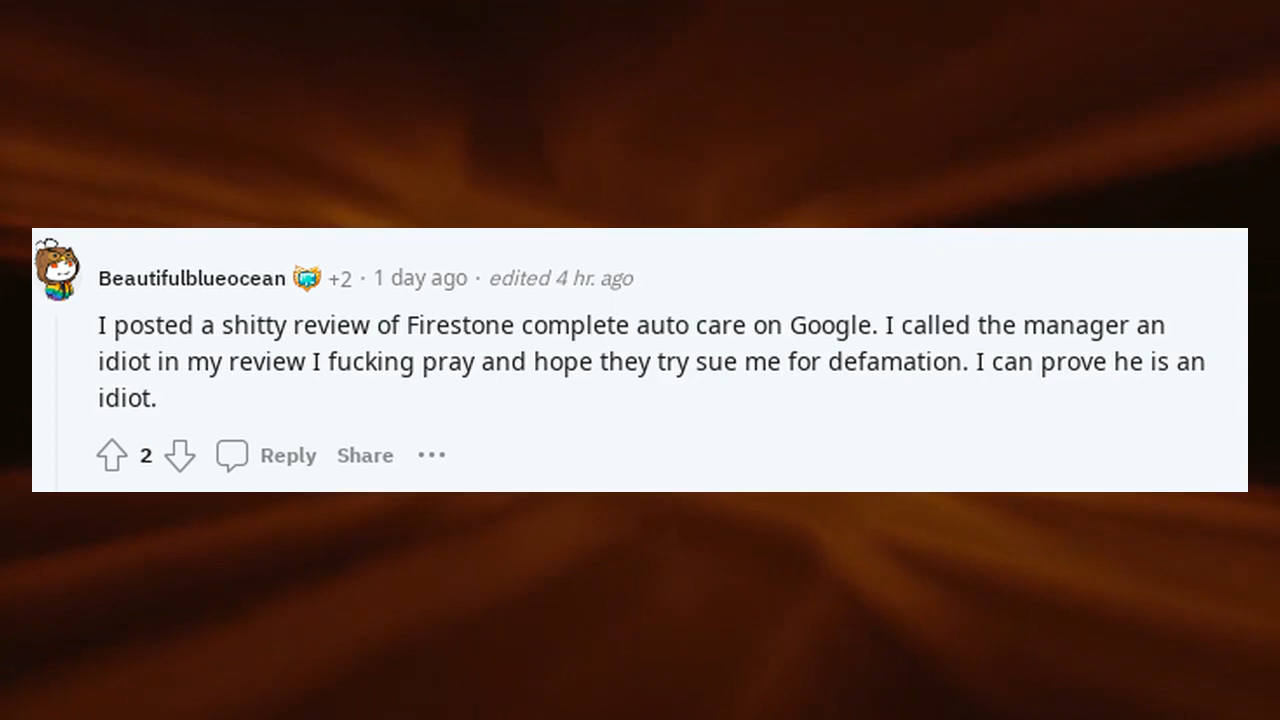 Beautifulblueocean +2 · 1 day ago · edited 4 hr. ago
I posted a shitty review of Firestone complete auto care on Google. I called the manager an
idiot in my review I fucking pray and hope they try sue me for defamation. I can prove he is an
idiot.
2 Reply Share ···